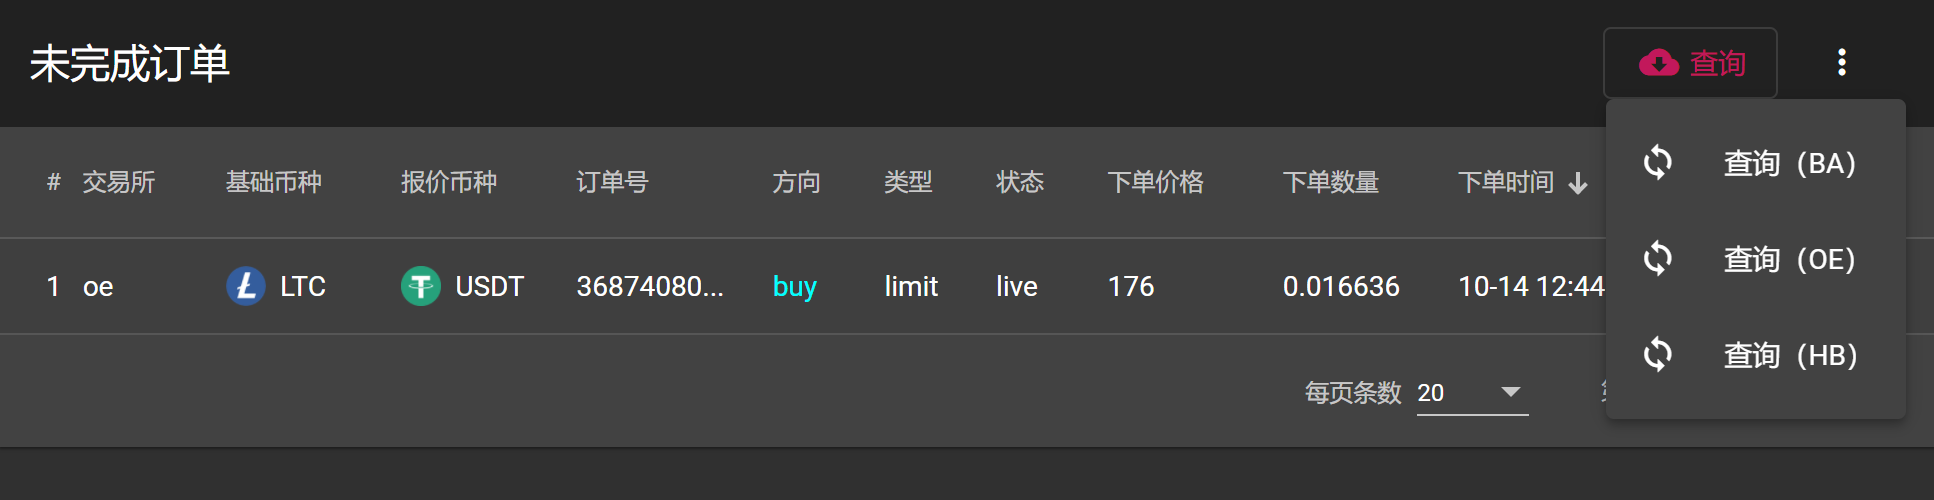 未完成订单
查询
查询（BA）
查询（OE）
查询（HB）
# 交易所 基础币种 报价币种 订单号 方向 类型 状态 下单价格 下单数量 下单时间
1 oe LTC USDT 36874080... buy limit live 176 0.016636 10-14 12:44
每页条数 20